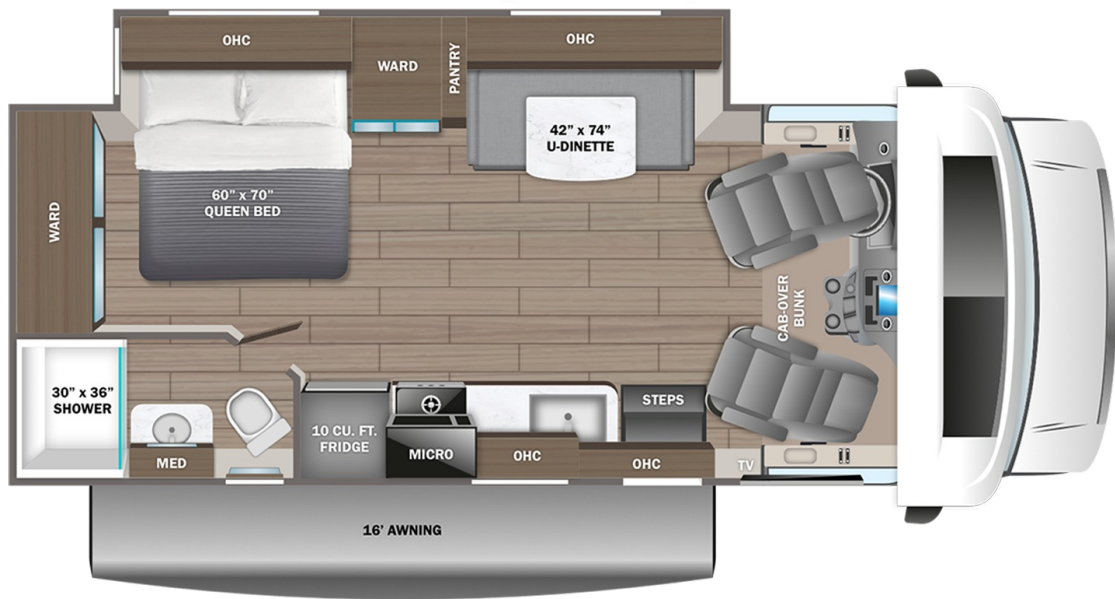 OHC
WARD
PANTRY
OHC
42” x 74”
U-DINETTE
60” x 70”
QUEEN BED
WARD
CAB-OVER
BUNK
30” x 36”
SHOWER
MED
10 CU. FT.
FRIDGE
MICRO
OHC
OHC
STEPS
TV
16’ AWNING